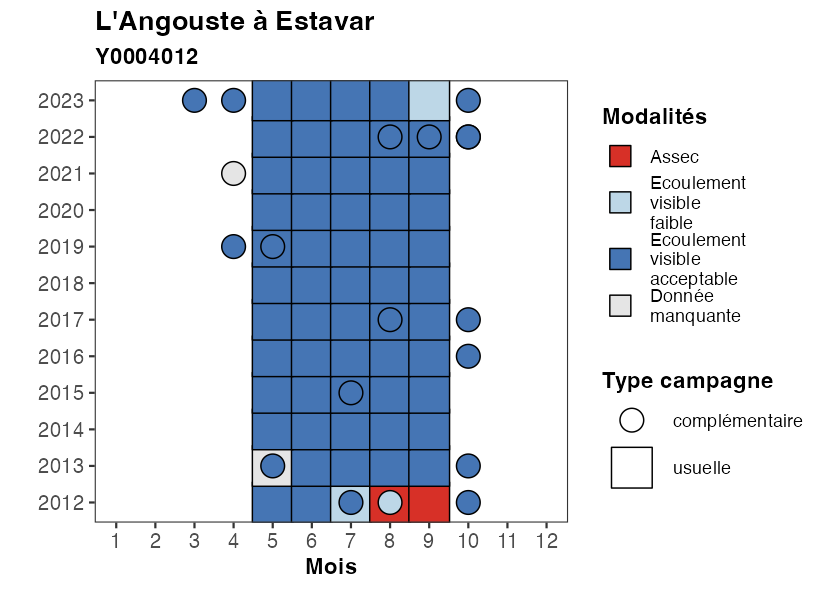 L'Angouste à Estavar
Y0004012
2023
2022
2021
2020
2019
2018
2017
2016
2015
2014
2013
2012
1 2 3 4 5 6 7 8 9 10 11 12
Mois
Modalités
Assec
Ecoulement
visible
faible
Ecoulement
visible
acceptable
Donnée
manquante
Type campagne
complémentaire
usuelle